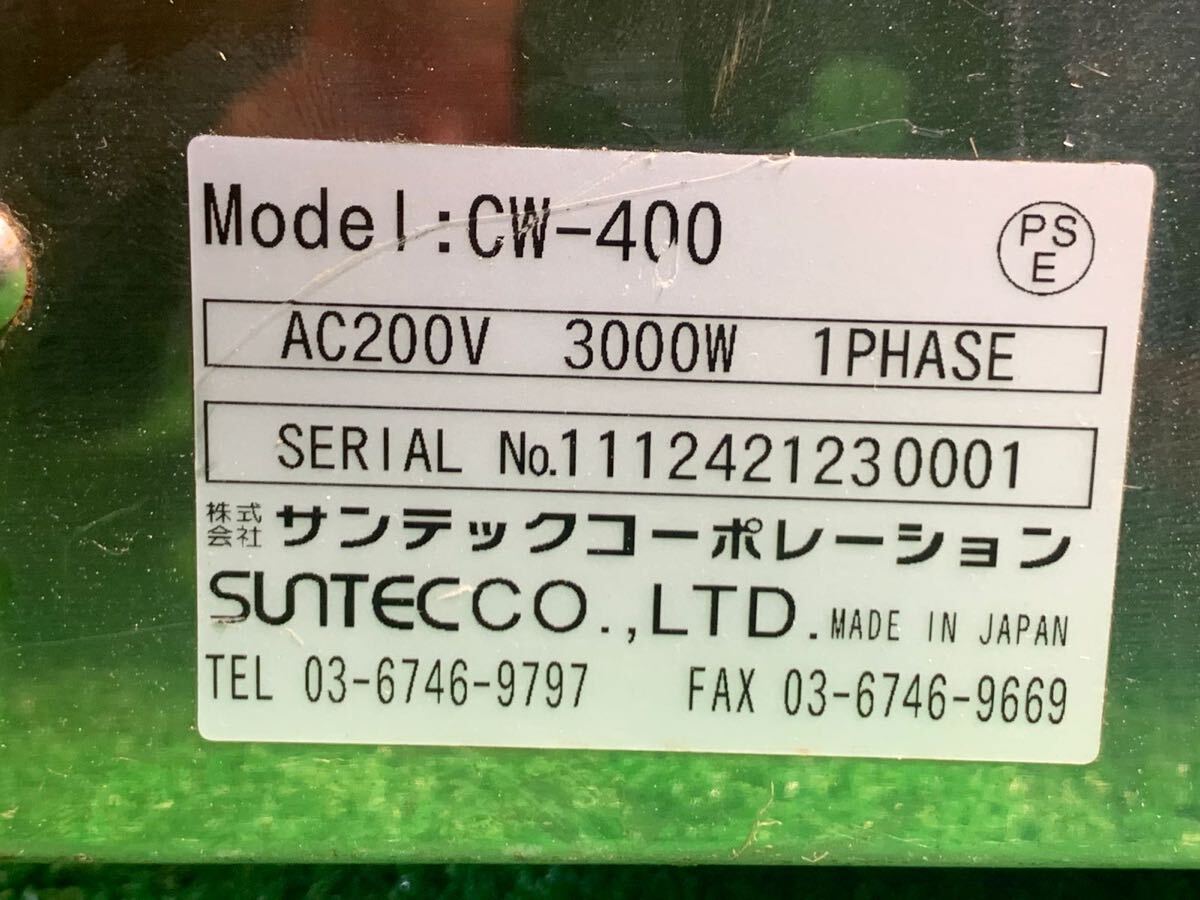 Model:CW-400
PS
E
AC200V 3000W 1PHASE
SERIAL No.1112421230001
株式
会社 サンテックコーポレーション
SUNTECCO.,LTD. MADE IN JAPAN
TEL 03-6746-9797 FAX 03-6746-9669